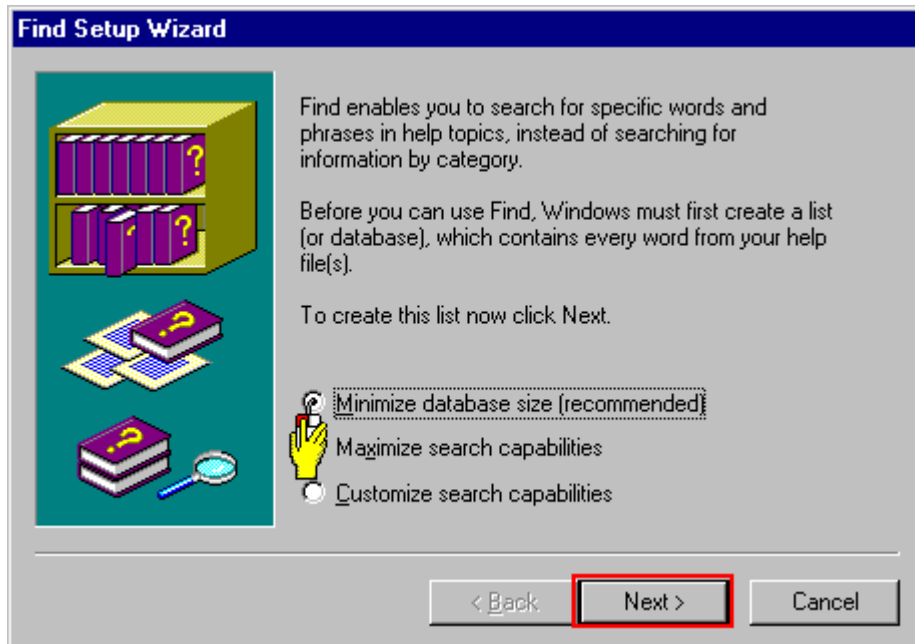 Find Setup Wizard
Find enables you to search for specific words and
phrases in help topics, instead of searching for
information by category.
Before you can use Find, Windows must first create a list
(or database), which contains every word from your help
file(s).
To create this list now click Next.
Minimize database size (recommended)
Maximize search capabilities
Customize search capabilities
< Back
Next >
Cancel